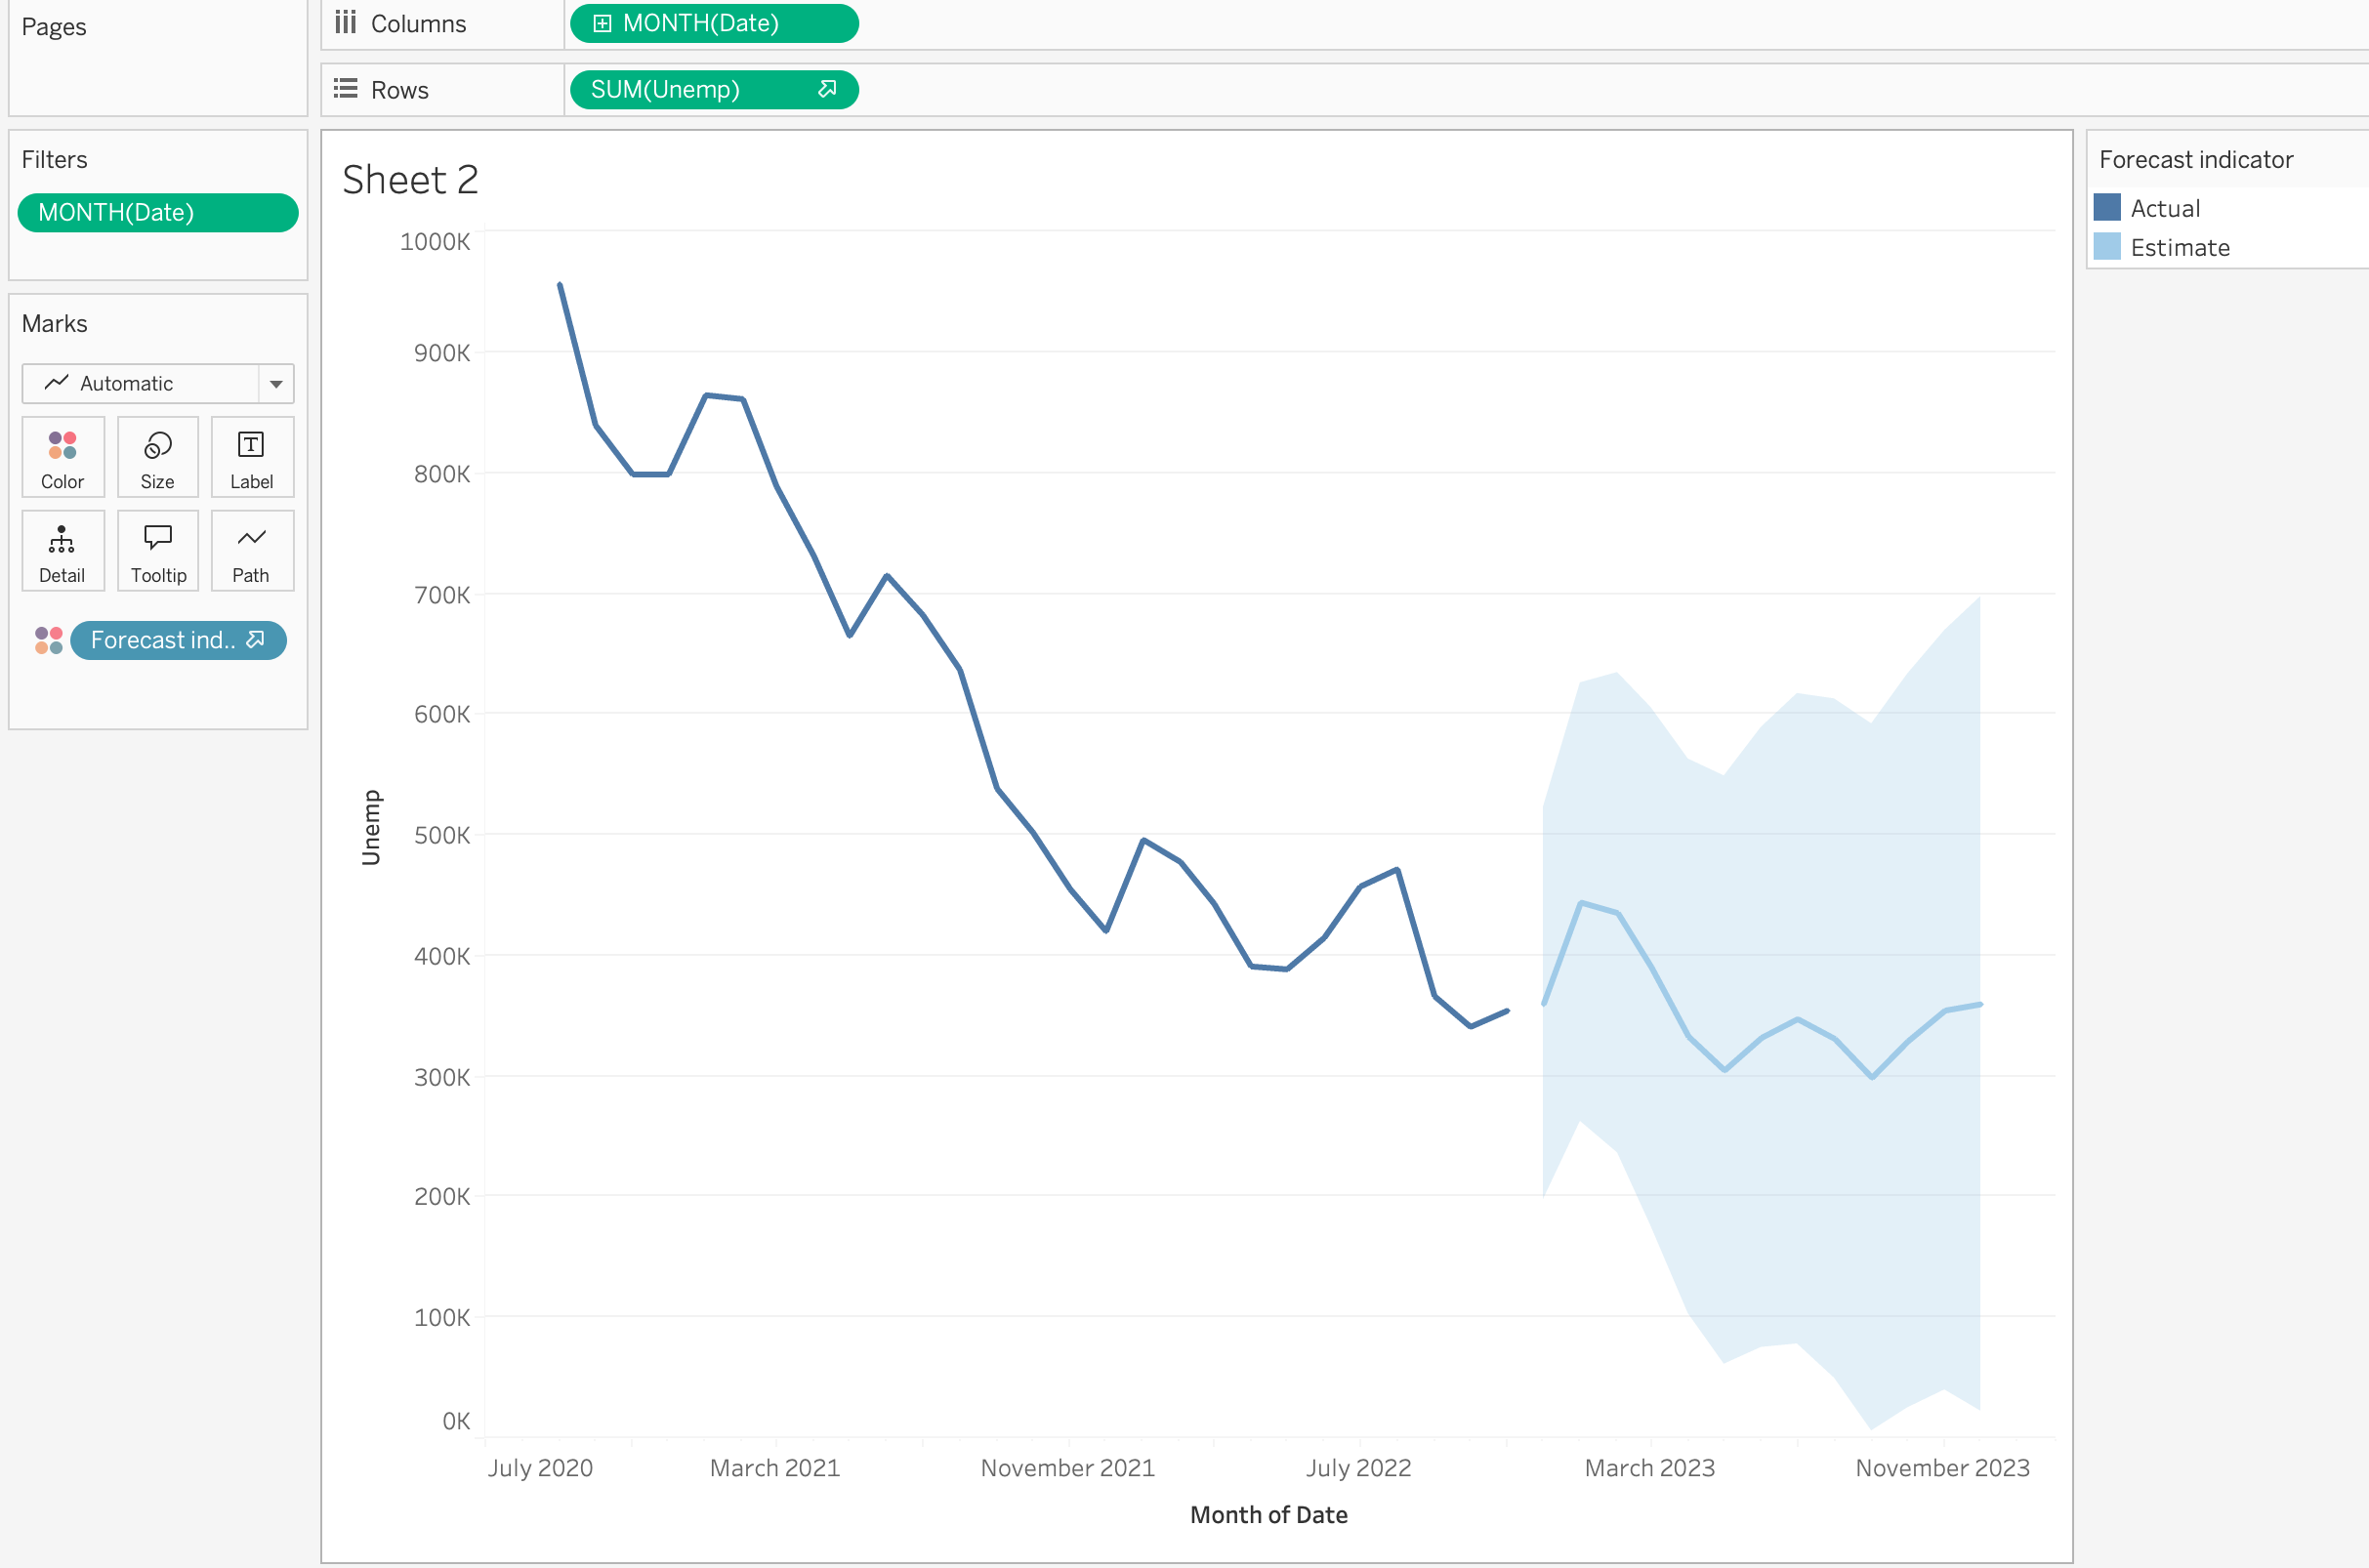 Pages
Columns
MONTH(Date)
Rows
SUM(Unemp)
Filters
MONTH(Date)
Marks
Automatic
Color
Size
Label
Detail
Tooltip
Path
Forecast ind..
Sheet 2
1000K
900K
800K
700K
600K
500K
400K
300K
200K
100K
0K
Unemp
July 2020
March 2021
November 2021
July 2022
March 2023
November 2023
Month of Date
Forecast indicator
Actual
Estimate